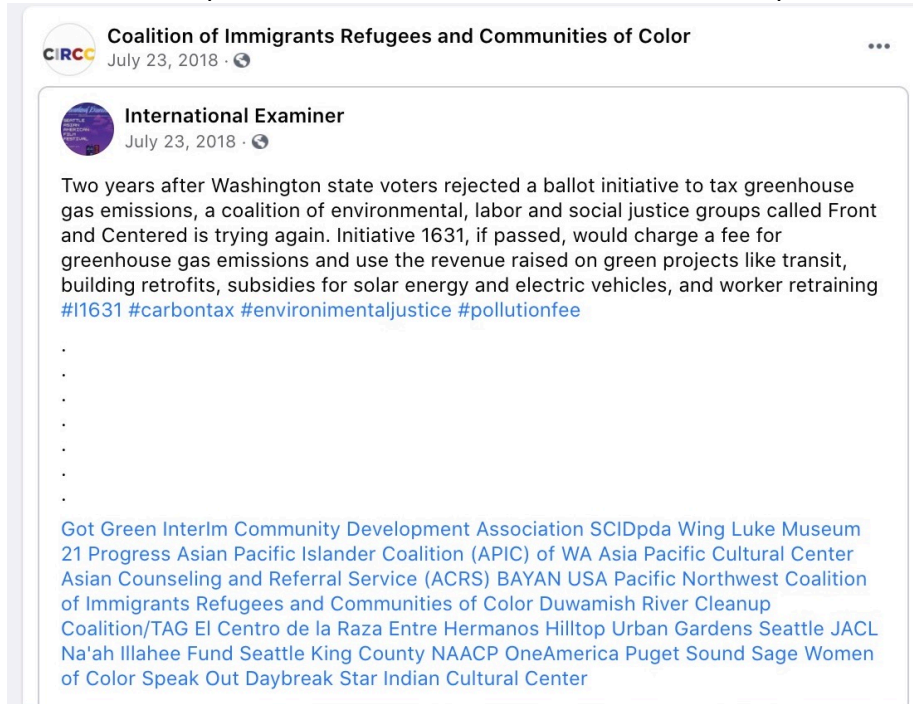 Coalition of Immigrants Refugees and Communities of Color
CIRCC
July 23, 2018 ·
International Examiner
July 23, 2018 ·
Two years after Washington state voters rejected a ballot initiative to tax greenhouse
gas emissions, a coalition of environmental, labor and social justice groups called Front
and Centered is trying again. Initiative 1631, if passed, would charge a fee for
greenhouse gas emissions and use the revenue raised on green projects like transit,
building retrofits, subsidies for solar energy and electric vehicles, and worker retraining
#I1631 #carbontax #environimentaljustice #pollutionfee
.
.
.
.
.
.
.
Got Green InterIm Community Development Association SCIDpda Wing Luke Museum
21 Progress Asian Pacific Islander Coalition (APIC) of WA Asia Pacific Cultural Center
Asian Counseling and Referral Service (ACRS) BAYAN USA Pacific Northwest Coalition
of Immigrants Refugees and Communities of Color Duwamish River Cleanup
Coalition/TAG El Centro de la Raza Entre Hermanos Hilltop Urban Gardens Seattle JACL
Na'ah Illahee Fund Seattle King County NAACP OneAmerica Puget Sound Sage Women
of Color Speak Out Daybreak Star Indian Cultural Center